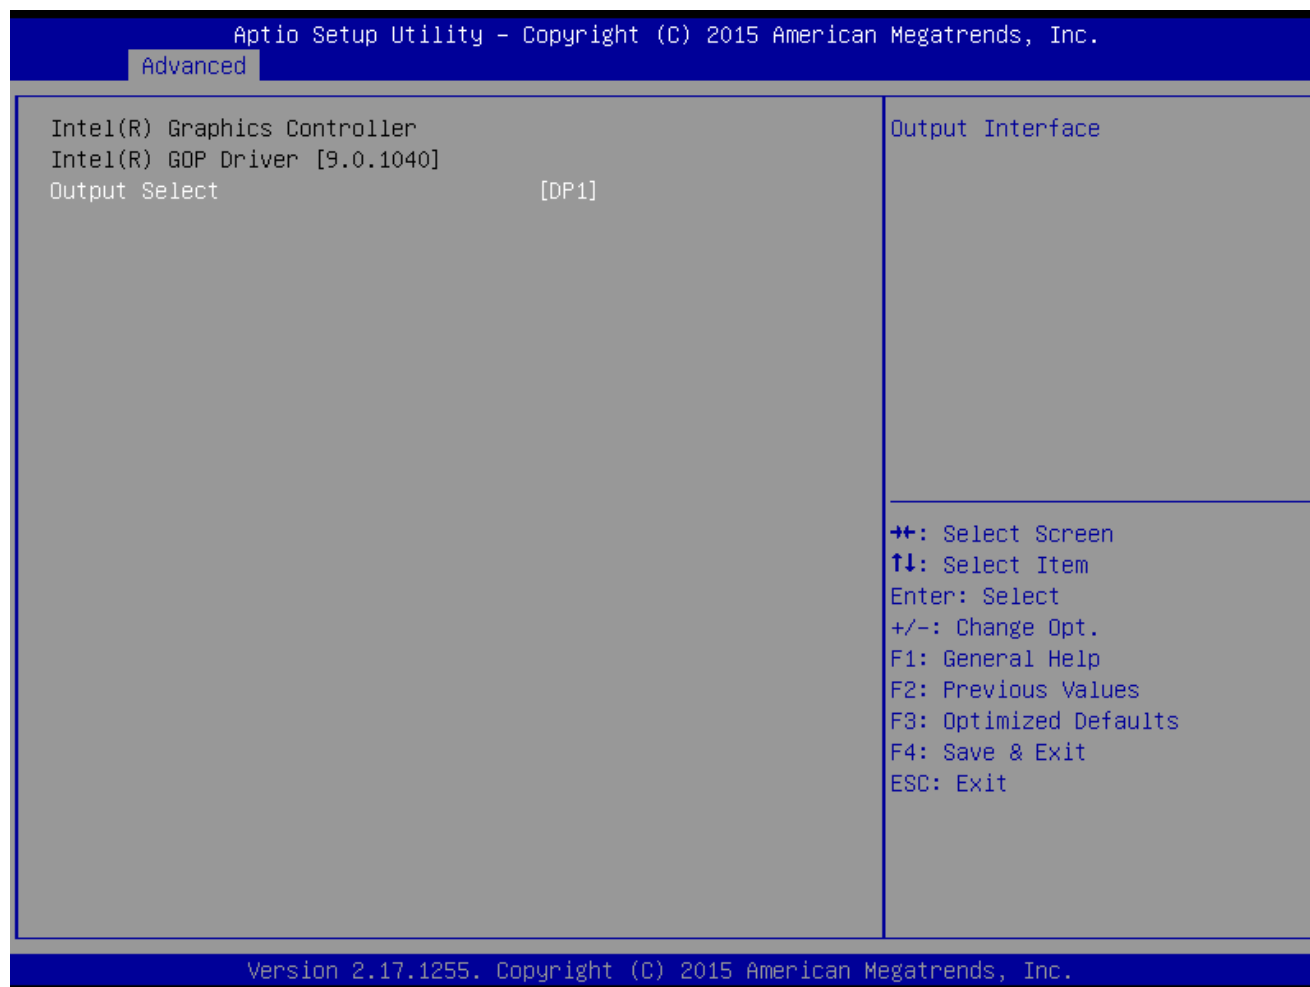 Aptio Setup Utility – Copyright (C) 2015 American Megatrends, Inc.
Advanced
Intel(R) Graphics Controller
Intel(R) GOP Driver [9.0.1040]
Output Select [DP1]
Output Interface
→←: Select Screen
↑↓: Select Item
Enter: Select
+/-: Change Opt.
F1: General Help
F2: Previous Values
F3: Optimized Defaults
F4: Save & Exit
ESC: Exit
Version 2.17.1255. Copyright (C) 2015 American Megatrends, Inc.